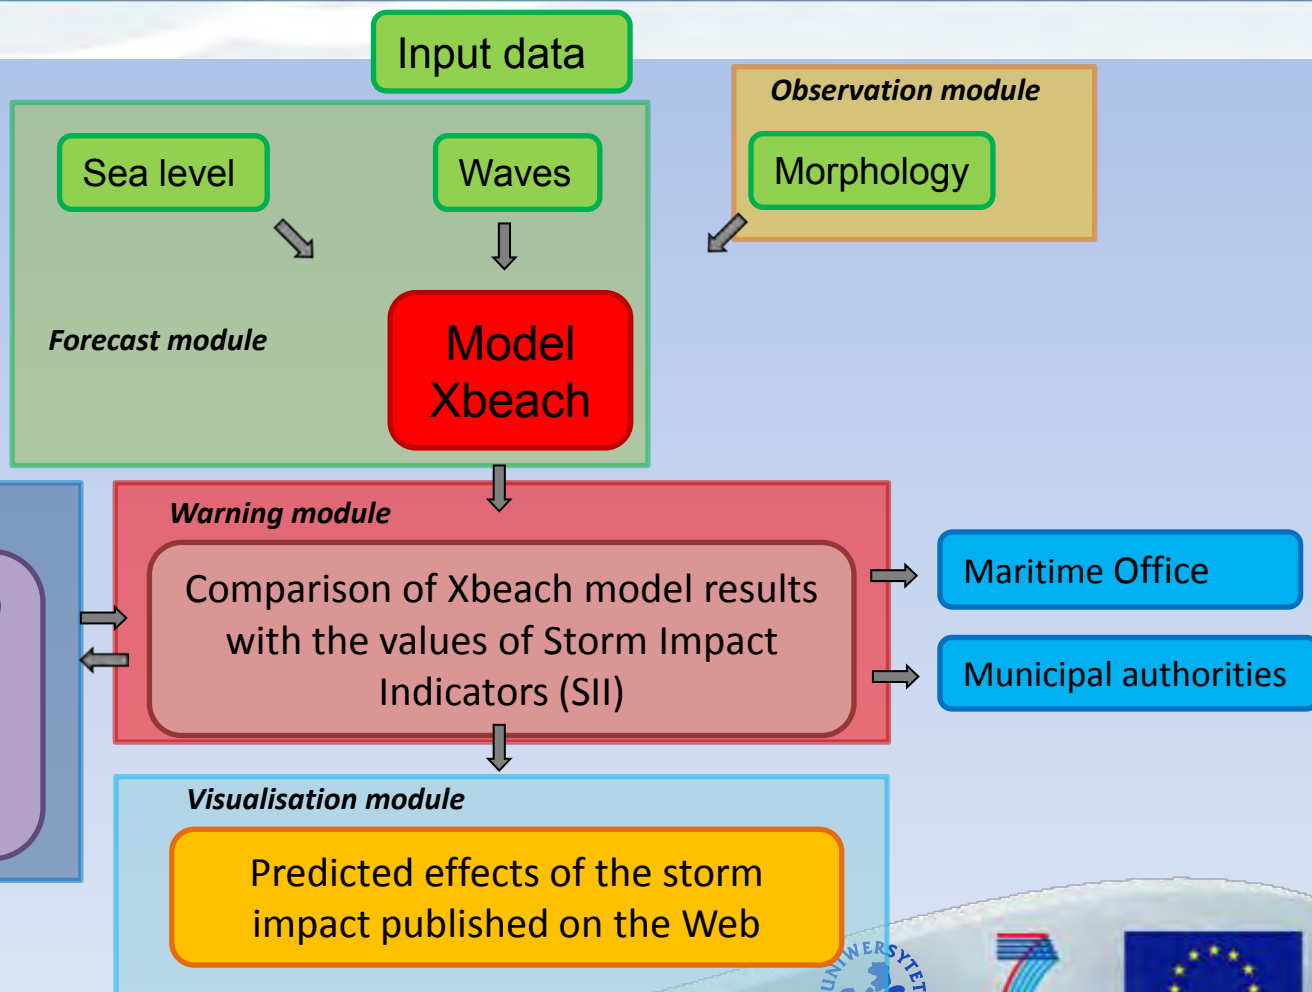 Input data
Observation module
Sea level
Waves
Morphology
Forecast module
Model
Xbeach
Warning module
Comparison of Xbeach model results
with the values of Storm Impact
Indicators (SII)
Maritime Office
Municipal authorities
Visualisation module
Predicted effects of the storm
impact published on the Web
UNIWERSYTET
7